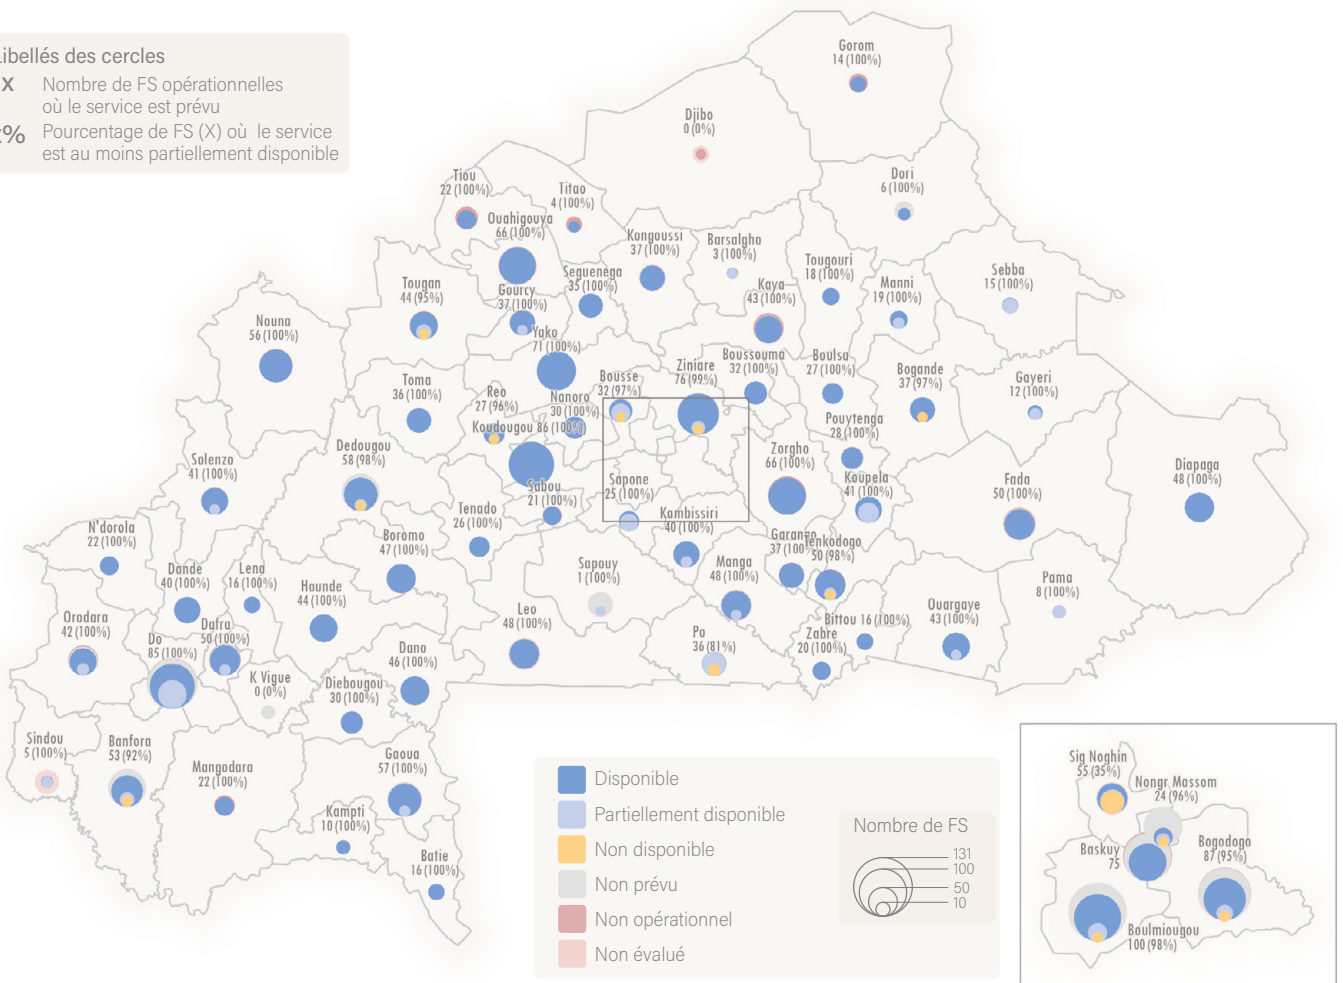 Libellés des cercles
X Nombre de FS opérationnelles
où le service est prévu
% Pourcentage de FS (X) où le service
est au moins partiellement disponible
Gorom
14 (100%)
Djibo
0 (0%)
Dori
6 (100%)
Tiou
22 (100%)
Titao
4 (100%)
Ouahigouya
66 (100%)
Kongoussi
37 (100%)
Barsalgho
3 (100%)
Tougouri
18 (100%)
Sebba
15 (100%)
Seguenega
35 (100%)
Kaya
43 (100%)
Manni
19 (100%)
Tougan
44 (95%)
Gourcy
37 (100%)
Nouna
56 (100%)
Yako
71 (100%)
Boussouma
32 (100%)
Boulsa
27 (100%)
Ziniare
76 (99%)
Bogande
37 (97%)
Gayeri
12 (100%)
Toma
36 (100%)
Bousse
32 (97%)
Reo
27 (96%)
Nanoro
30 (100%)
Koudougou 86 (100%)
Pouytenga
28 (100%)
Dedougou
58 (98%)
Solenzo
41 (100%)
Zorgho
66 (100%)
Diapaga
48 (100%)
Sapone
25 (100%)
Koupela
41 (100%)
Fada
50 (100%)
Sabou
21 (100%)
Tenado
26 (100%)
Kombissiri
40 (100%)
N'dorola
22 (100%)
Boromo
47 (100%)
Garango
37 (100%)
Tenkodogo
50 (98%)
Dande
40 (100%)
Lena
16 (100%)
Hounde
44 (100%)
Sapouy
1 (100%)
Manga
48 (100%)
Pama
8 (100%)
Orodara
42 (100%)
Leo
48 (100%)
Ouargaye
43 (100%)
Dafra
50 (100%)
Do
85 (100%)
Bittou 16 (100%)
Po
36 (81%)
Zabre
20 (100%)
Dano
46 (100%)
K Vigue
0 (0%)
Diebougou
30 (100%)
Sindou
5 (100%)
Banfora
53 (92%)
Mangodara
22 (100%)
Gaoua
57 (100%)
Kampti
10 (100%)
Batie
16 (100%)
Disponible
Partiellement disponible
Non disponible
Non prévu
Non opérationnel
Non évalué
Nombre de FS
131
100
50
10
Sig Noghin
55 (35%)
Nongr Massom
24 (96%)
Baskuy
75
Bogodogo
87 (95%)
Boulmiougou
100 (98%)